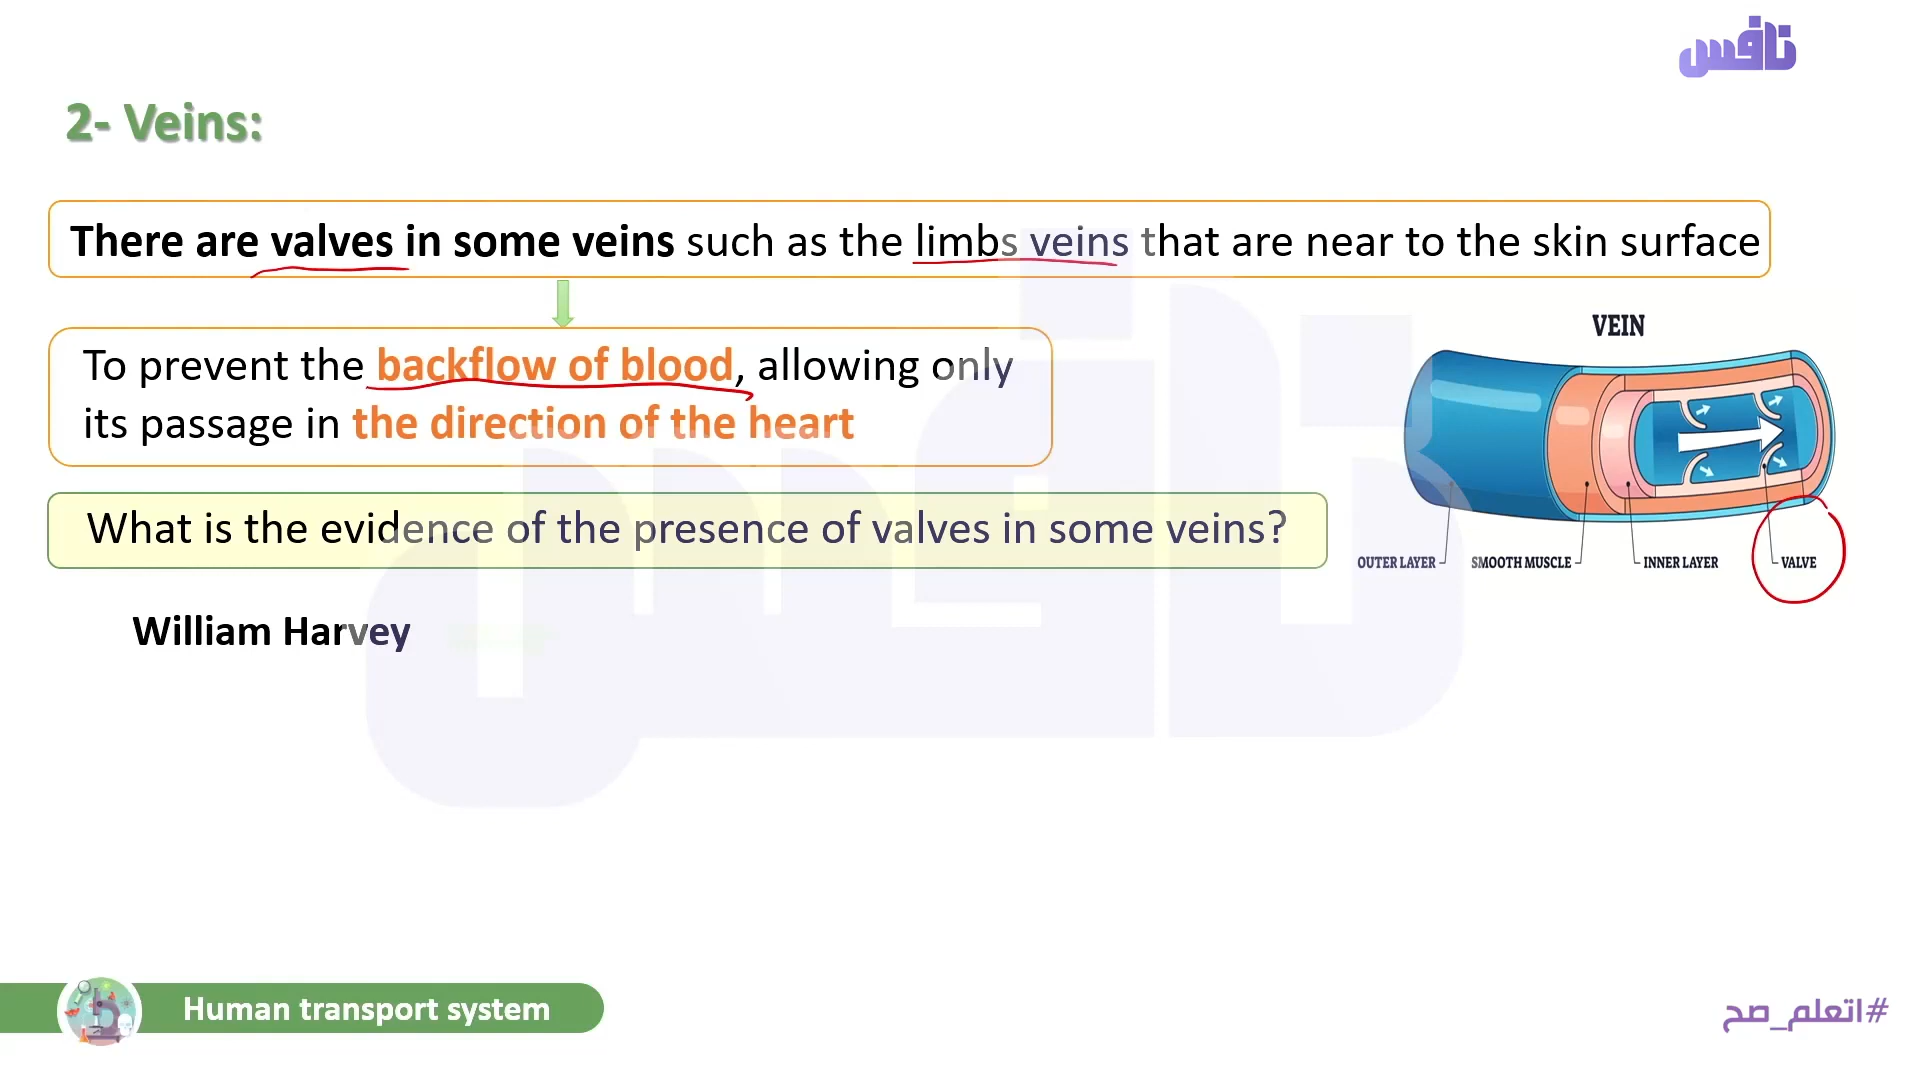 نافس
2- Veins:
There are valves in some veins such as the limbs veins that are near to the skin surface
To prevent the backflow of blood, allowing only
its passage in the direction of the heart
VEIN
OUTER LAYER
SMOOTH MUSCLE
INNER LAYER
VALVE
What is the evidence of the presence of valves in some veins?
William Harvey
Human transport system
#اتعلم_صح